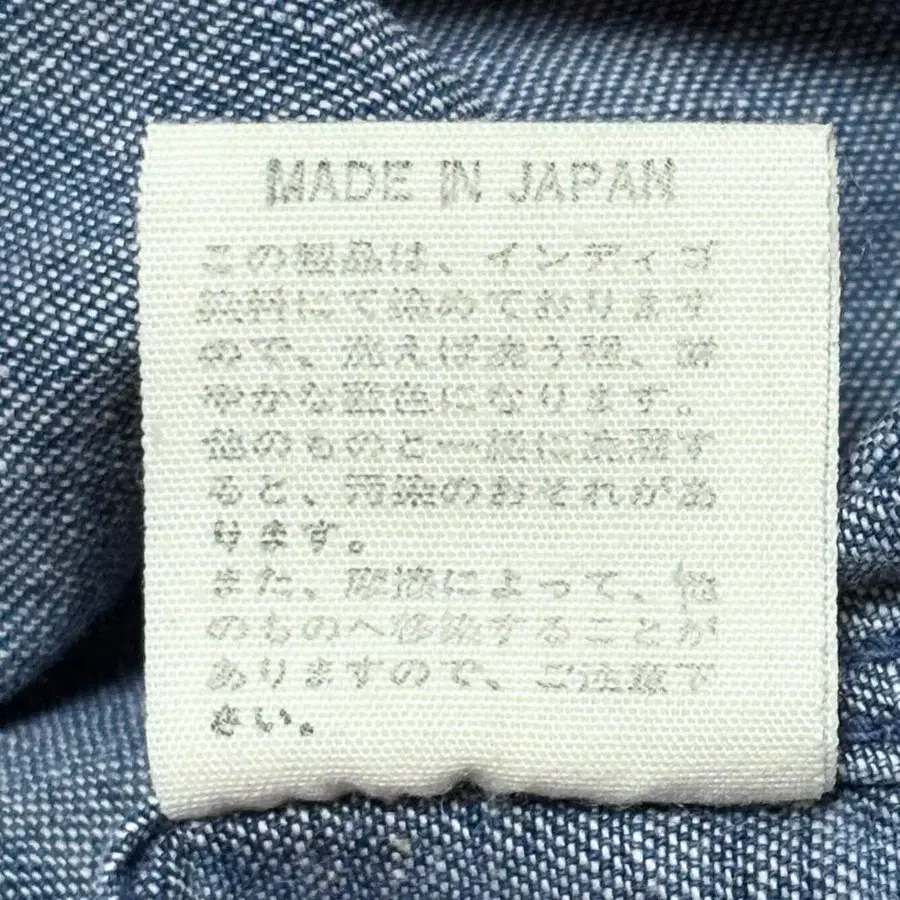 MADE IN JAPAN
この製品は、インディゴ
染料にて染めております
ので、洗えば洗う程、鮮
やかな藍色になります。
他のものと一緒に洗濯す
ると、汚染のおそれがあ
ります。
また、摩擦によって、他
のものへ移染することが
ありますので、ご注意下
さい。